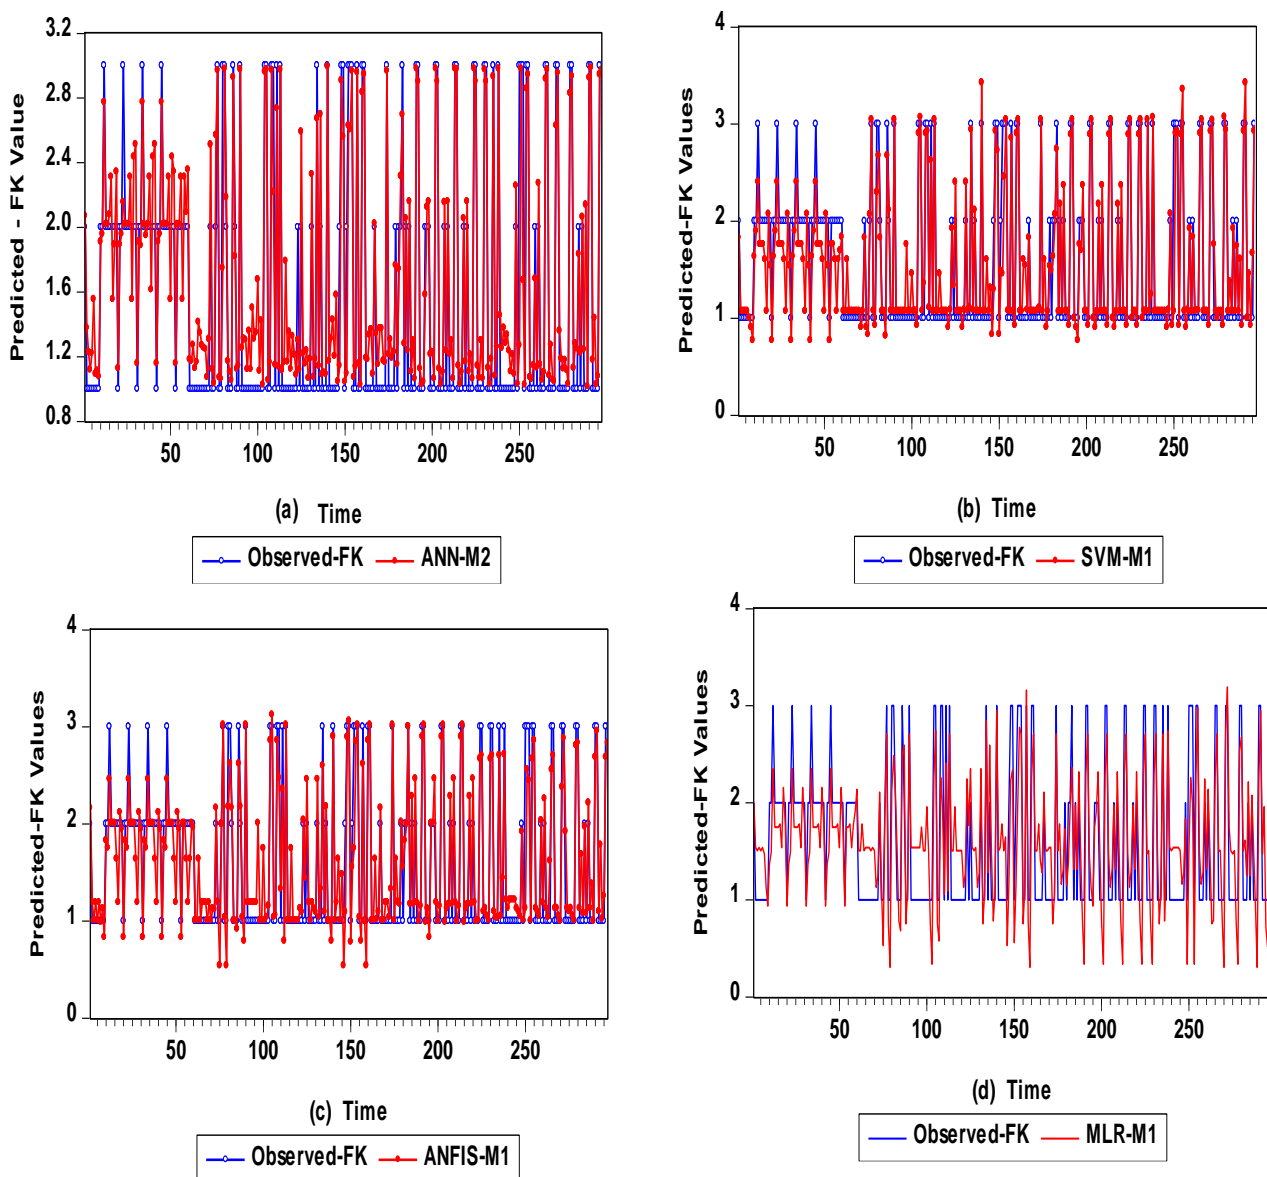 3.2
2.8
2.4
2.0
1.6
1.2
0.8
Predicted - FK Value
50 100 150 200 250
(a) Time
Observed-FK ANN-M2
4
3
2
1
0
Predicted-FK Values
50 100 150 200 250
(b) Time
Observed-FK SVM-M1
4
3
2
1
0
Predicted-FK Values
50 100 150 200 250
(c) Time
Observed-FK ANFIS-M1
4
3
2
1
0
Predicted-FK Values
50 100 150 200 250
(d) Time
Observed-FK MLR-M1